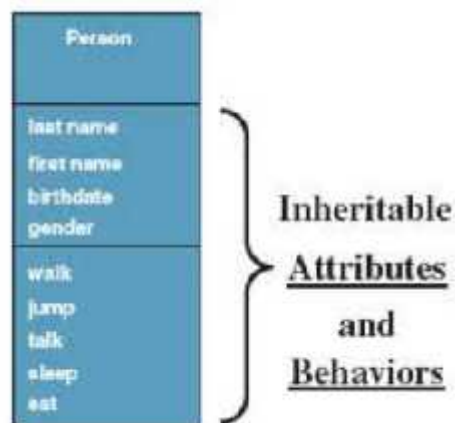 Person
last name
first name
birthdate
gender
walk
jump
talk
sleep
eat
Inheritable
Attributes
and
Behaviors